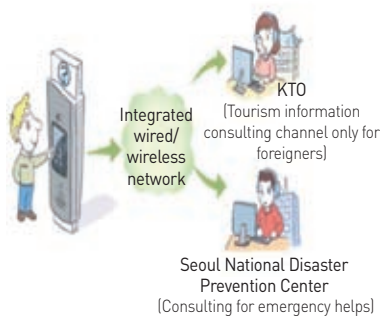 Integrated
wired/
wireless
network
KTO
(Tourism information
consulting channel only for
foreigners)
Seoul National Disaster
Prevention Center
(Consulting for emergency helps)